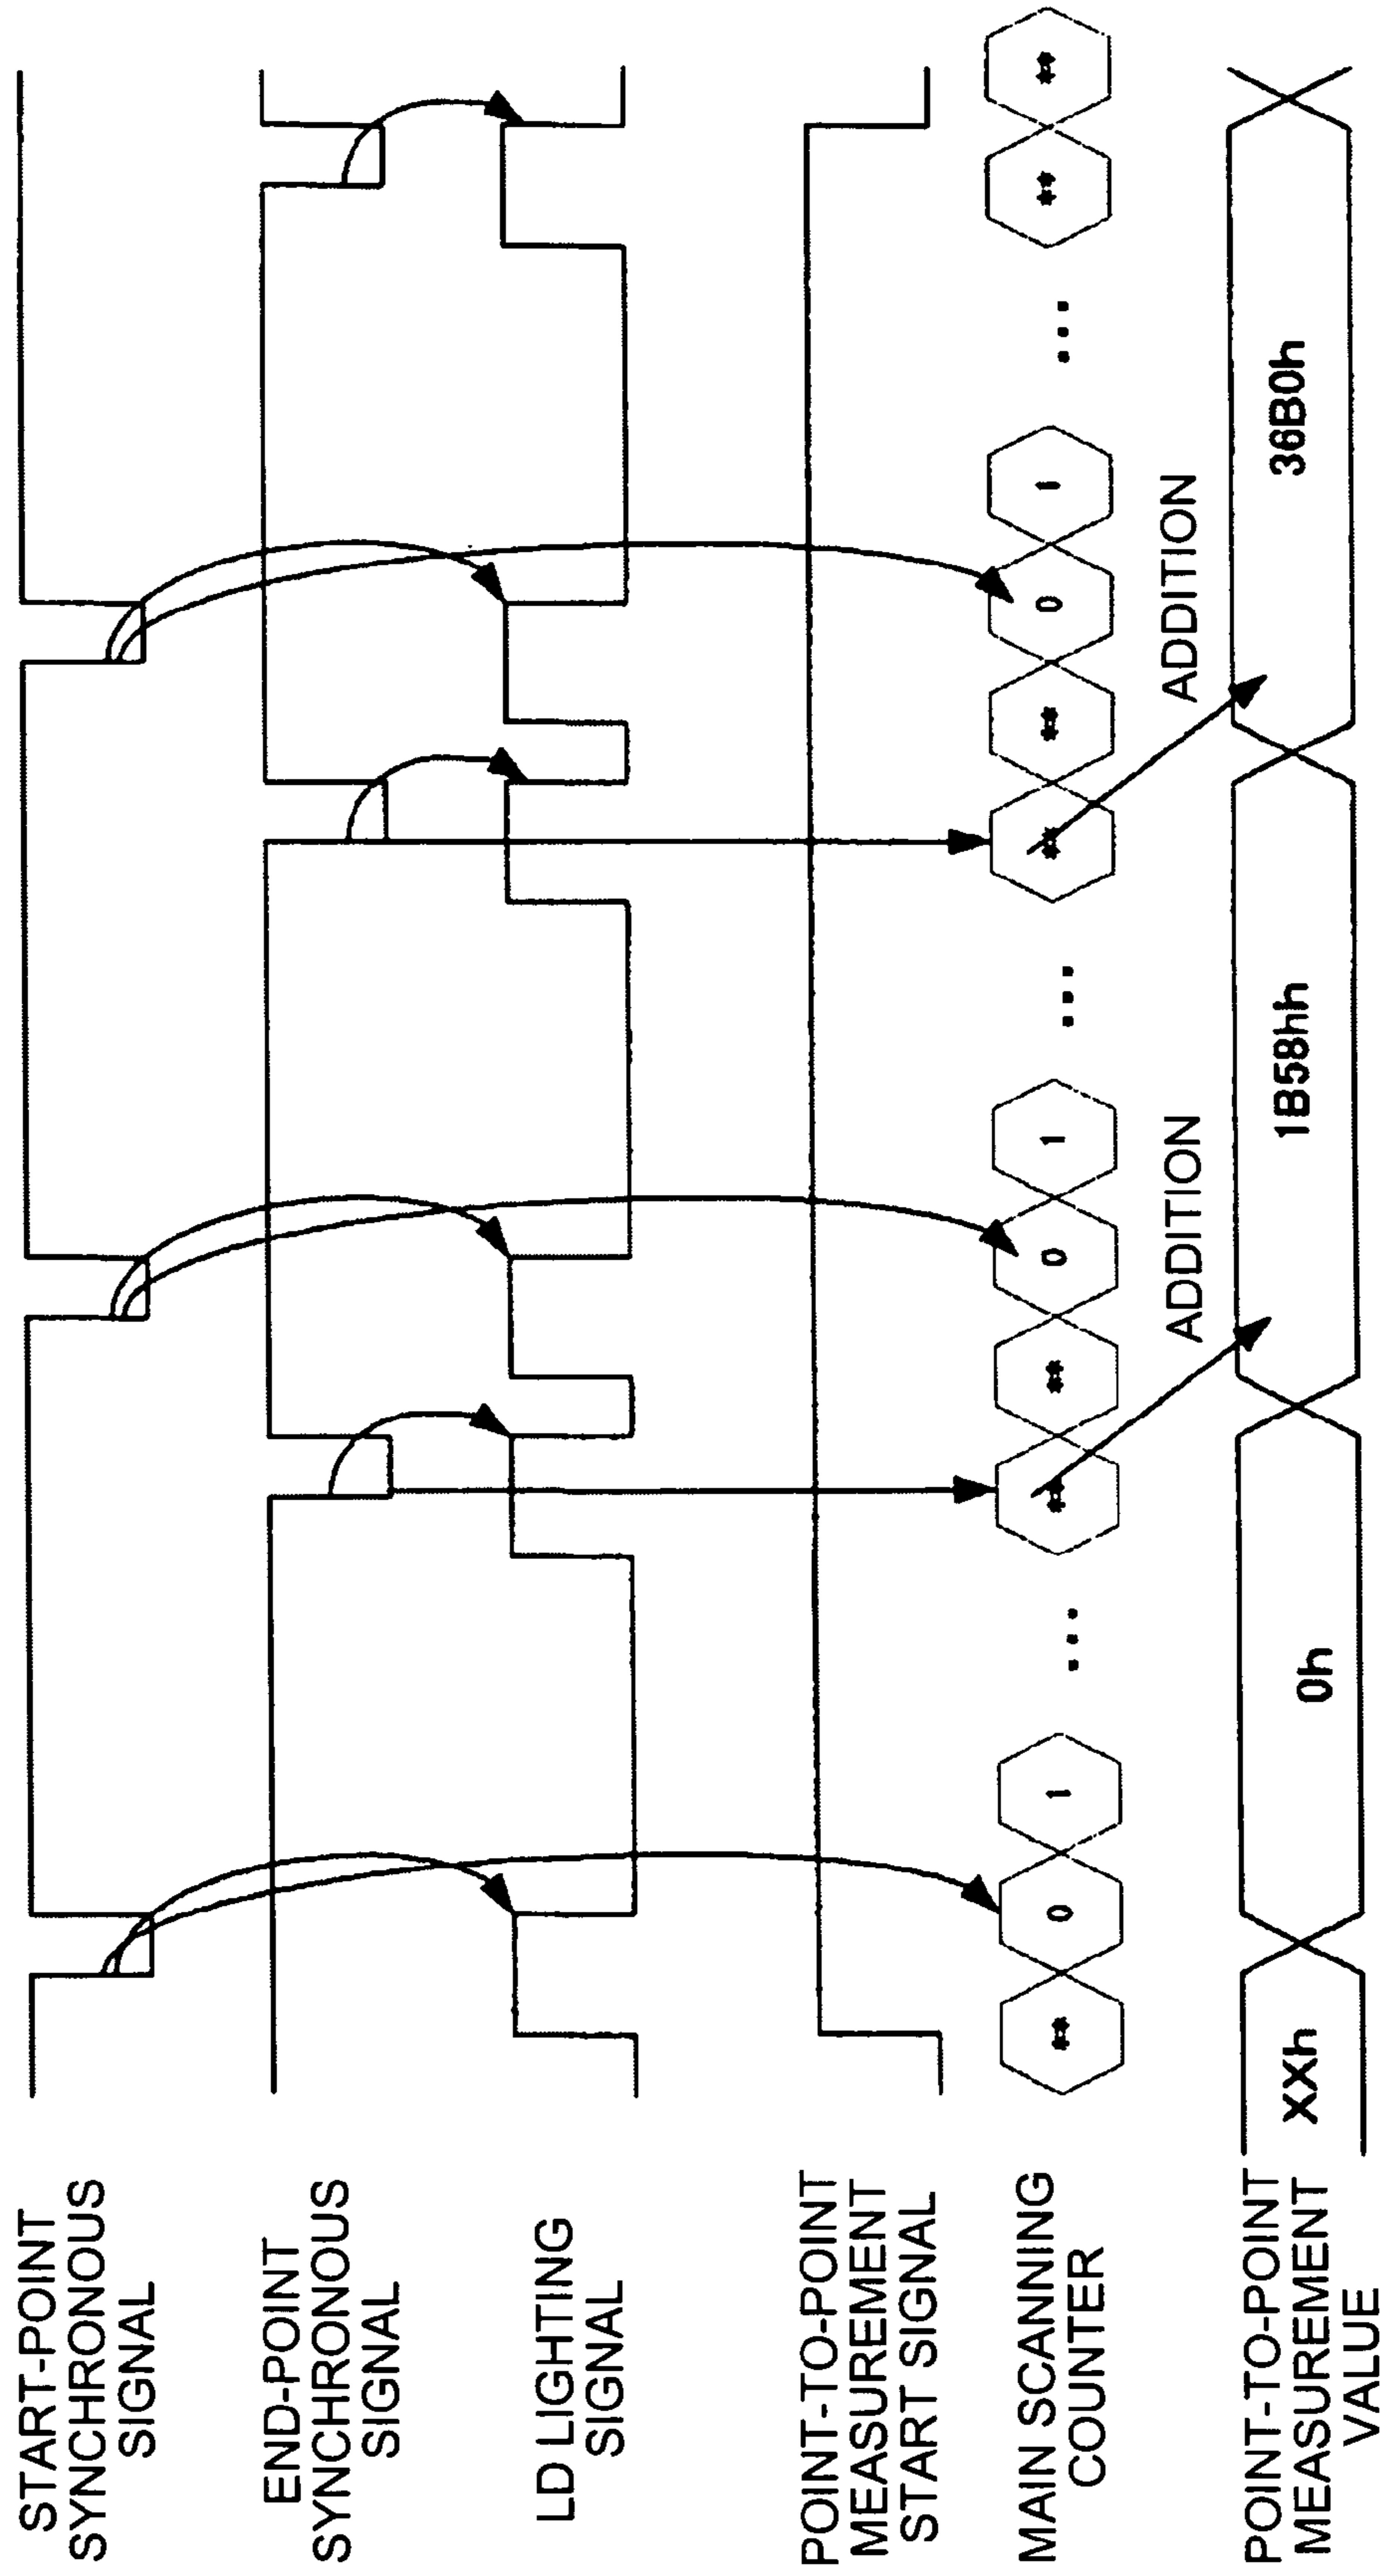 START-POINT
SYNCHRONOUS
SIGNAL
END-POINT
SYNCHRONOUS
SIGNAL
LD LIGHTING
SIGNAL
POINT-TO-POINT
MEASUREMENT
START SIGNAL
MAIN SCANNING
COUNTER
** 0 1 ... ** ** 0 1 ... ** ** 0 1 ... ** **
ADDITION ADDITION
POINT-TO-POINT
MEASUREMENT
VALUE
XXh 0h 1B58hh 36B0h